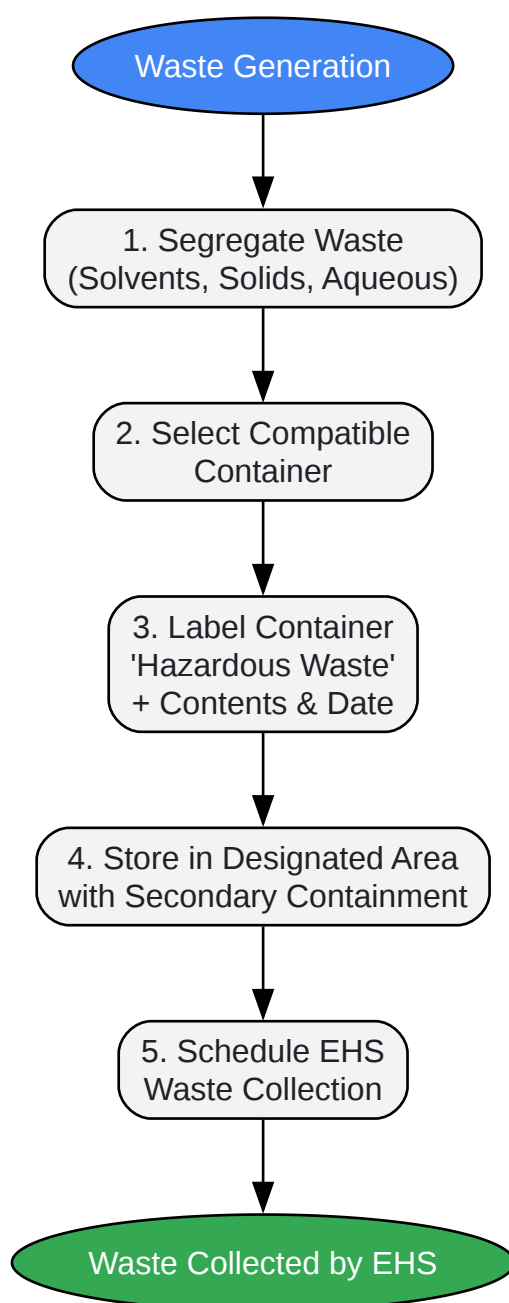 Waste Generation
1. Segregate Waste
(Solvents, Solids, Aqueous)
2. Select Compatible
Container
3. Label Container
'Hazardous Waste'
+ Contents & Date
4. Store in Designated Area
with Secondary Containment
5. Schedule EHS
Waste Collection
Waste Collected by EHS